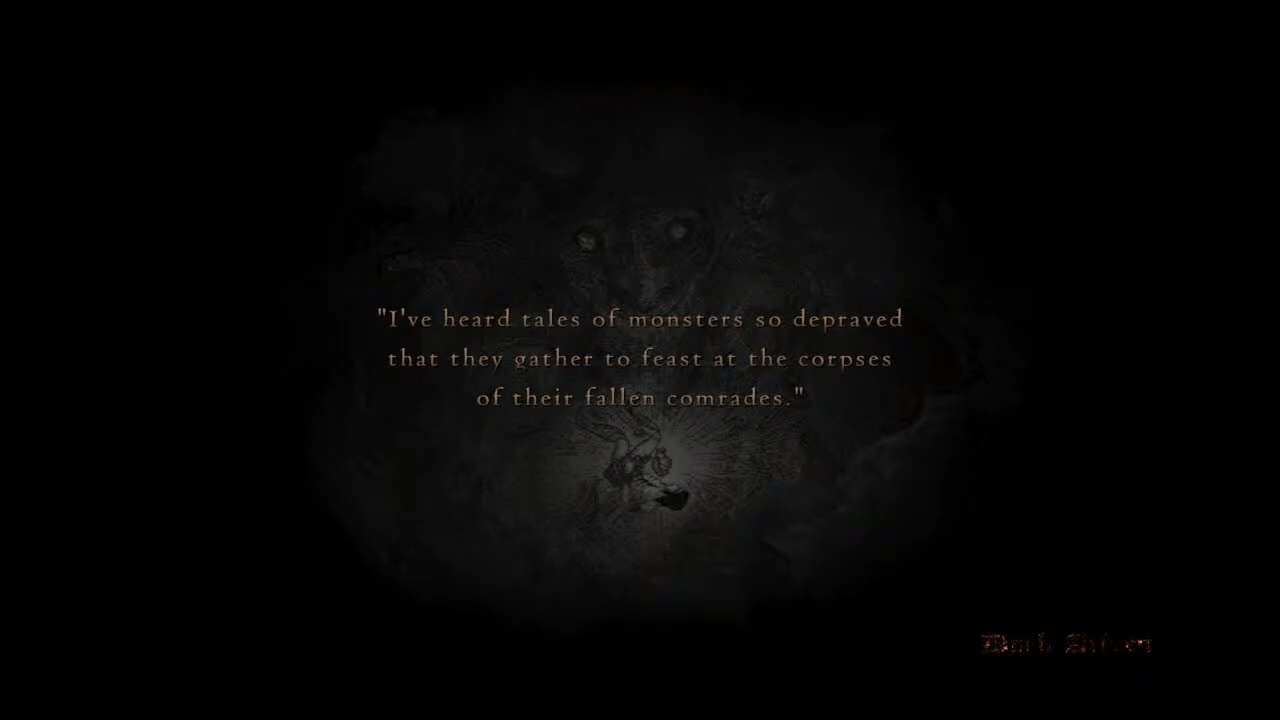 "I've heard tales of monsters so depraved
that they gather to feast at the corpses
of their fallen comrades."